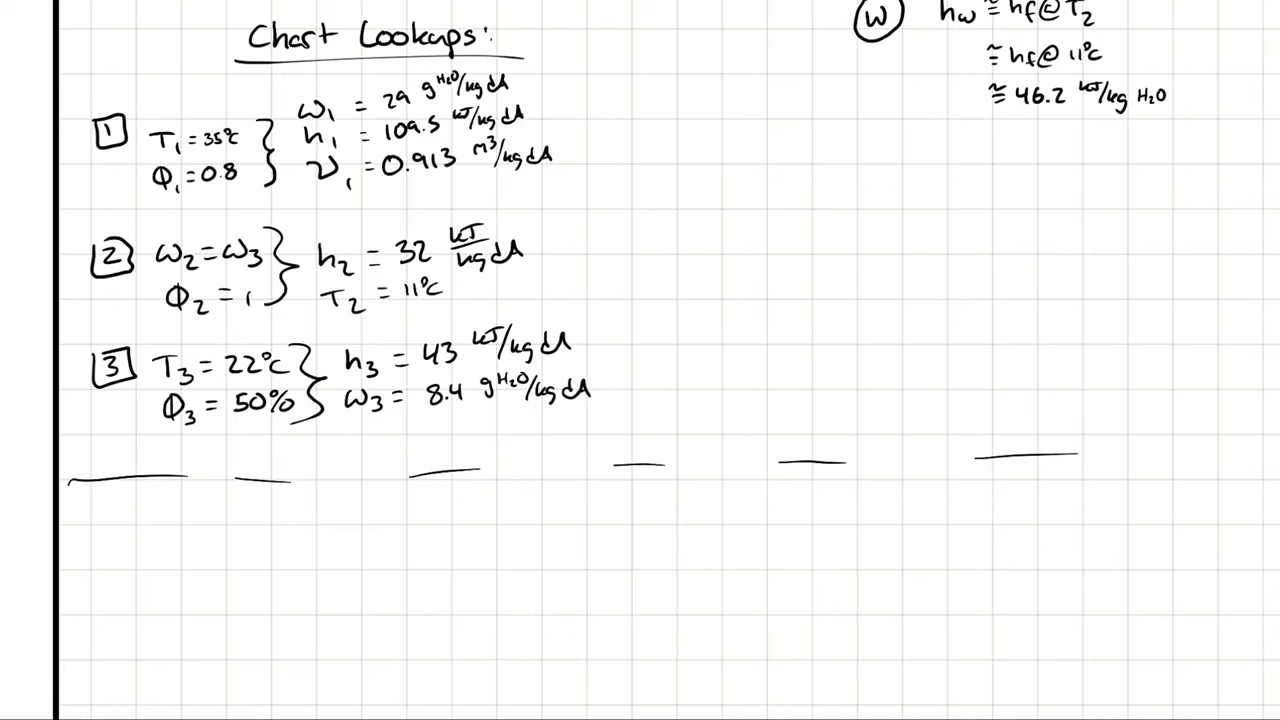 Chart Lookups:
1 T₁ = 35°C
ϕ₁ = 0.8
ω₁ = 29 g H₂O/kg dA
h₁ = 109.5 kJ/kg dA
v₁ = 0.913 m³/kg dA
2 ω₂ = ω₃
ϕ₂ = 1
h₂ = 32 kJ/kg dA
T₂ = 11°C
3 T₃ = 22°C
ϕ₃ = 50%
h₃ = 43 kJ/kg dA
ω₃ = 8.4 g H₂O/kg dA
W hw ≅ hf@T₂
≅ hf@ 11°C
≅ 46.2 kJ/kg H₂O